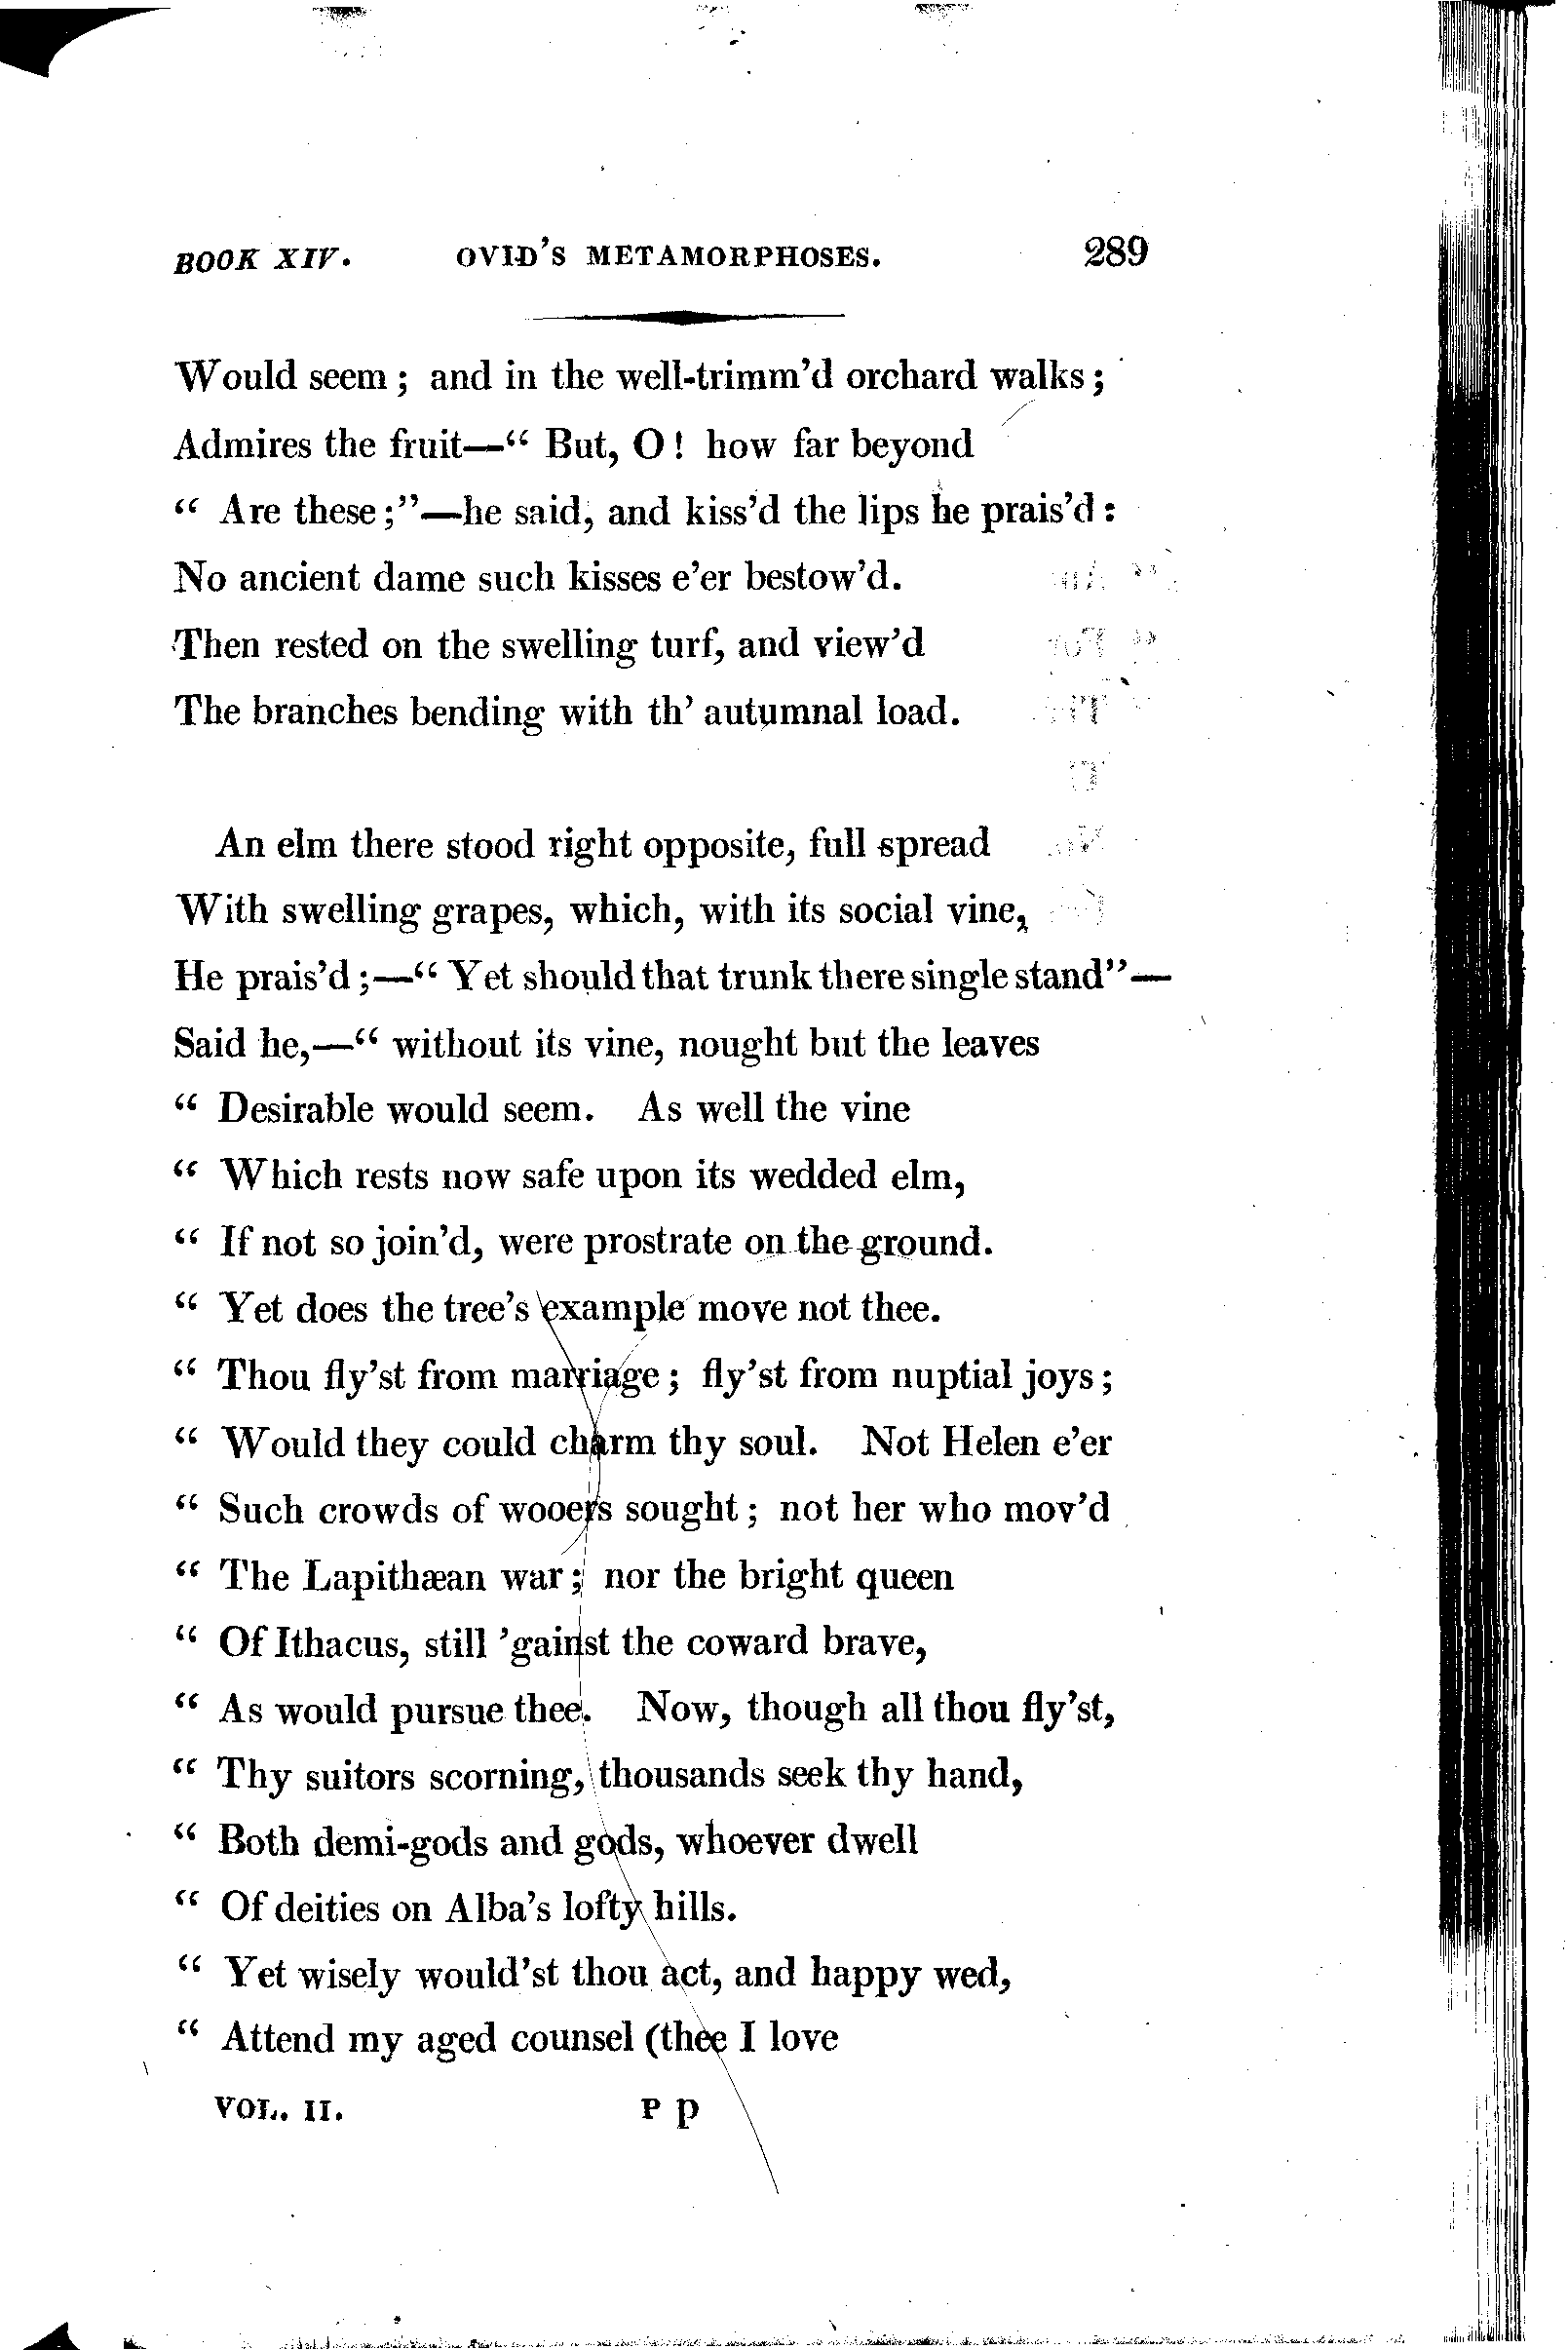 BOOK XIV. OVID'S METAMORPHOSES. 289
Would seem; and in the well-trimm'd orchard walks;
Admires the fruit—“ But, O! how far beyond
“ Are these;”—he said, and kiss'd the lips he prais'd:
No ancient dame such kisses e'er bestow'd.
Then rested on the swelling turf, and view'd
The branches bending with th' autumnal load.
An elm there stood right opposite, full spread
With swelling grapes, which, with its social vine,
He prais'd;—“ Yet should that trunk there single stand”—
Said he,—“ without its vine, nought but the leaves
“ Desirable would seem. As well the vine
“ Which rests now safe upon its wedded elm,
“ If not so join'd, were prostrate on the ground.
“ Yet does the tree's example move not thee.
“ Thou fly'st from marriage; fly'st from nuptial joys;
“ Would they could charm thy soul. Not Helen e'er
“ Such crowds of wooers sought; not her who mov'd
“ The Lapithæan war; nor the bright queen
“ Of Ithacus, still 'gainst the coward brave,
“ As would pursue thee. Now, though all thou fly'st,
“ Thy suitors scorning, thousands seek thy hand,
“ Both demi-gods and gods, whoever dwell
“ Of deities on Alba's lofty hills.
“ Yet wisely would'st thou act, and happy wed,
“ Attend my aged counsel (thee I love
VOL. II. P p